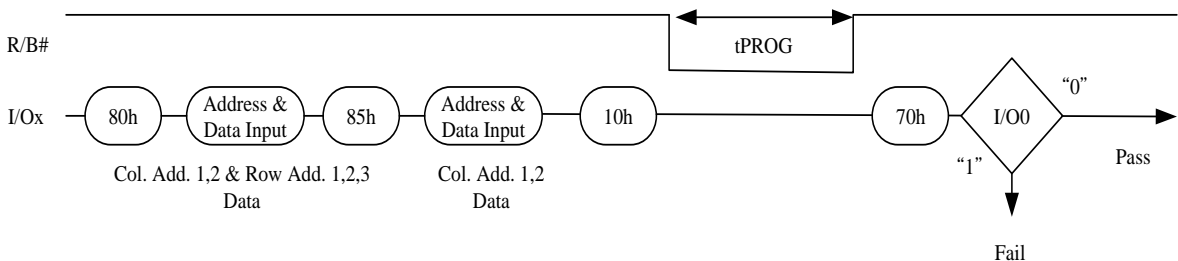 R/B#
tPROG
I/Ox
80h
Address &
Data Input
85h
Address &
Data Input
10h
70h
I/O0
“0”
“1”
Pass
Col. Add. 1,2 & Row Add. 1,2,3
Data
Col. Add. 1,2
Data
Fail